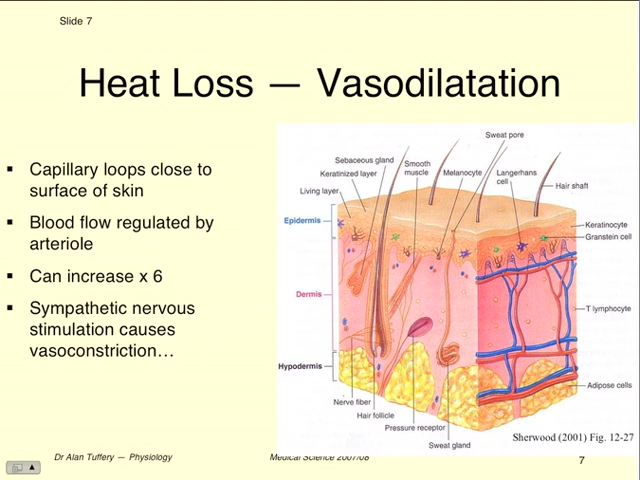 Slide 7
Heat Loss — Vasodilatation
▪ Capillary loops close to
surface of skin
▪ Blood flow regulated by
arteriole
▪ Can increase x 6
▪ Sympathetic nervous
stimulation causes
vasoconstriction…
Sweat pore
Sebaceous gland
Smooth
muscle
Melanocyte
Langerhans
cell
Keratinized layer
Living layer
Hair shaft
Epidermis
Keratinocyte
Granstein cell
Dermis
T lymphocyte
Hypodermis
Adipose cells
Nerve fiber
Hair follicle
Pressure receptor
Sweat gland
Sherwood (2001) Fig. 12-27
Dr Alan Tuffery — Physiology
Medical Science 2007/08
7